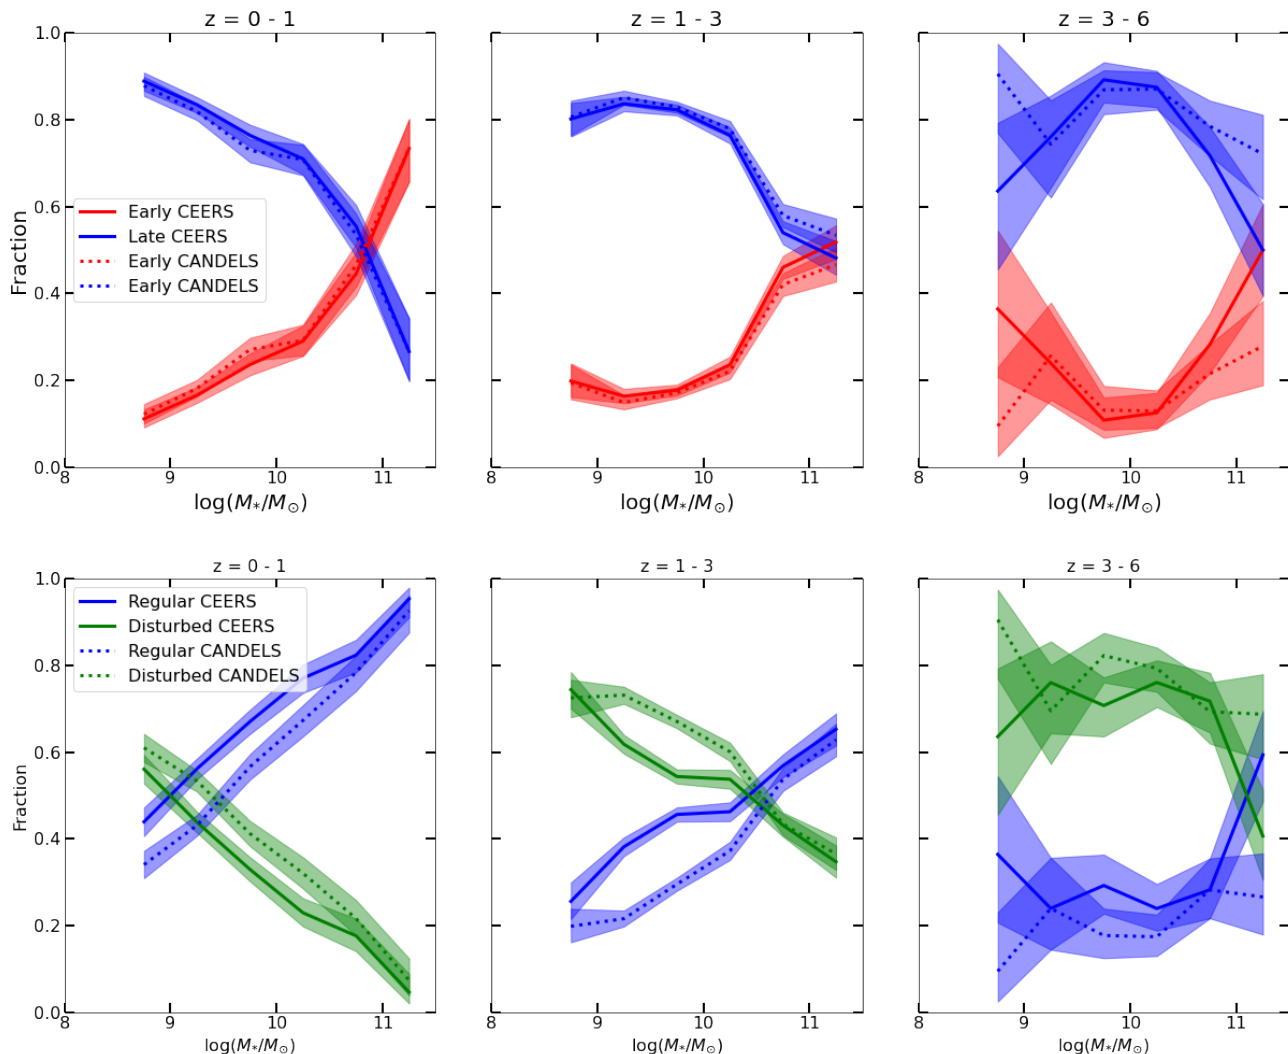 z = 0 - 1
z = 1 - 3
z = 3 - 6
1.0
0.8
0.6
0.4
0.2
0.0
Fraction
Early CEERS
Late CEERS
Early CANDELS
Early CANDELS
8 9 10 11
8 9 10 11
8 9 10 11
log(M*/M⊙)
log(M*/M⊙)
log(M*/M⊙)
z = 0 - 1
z = 1 - 3
z = 3 - 6
1.0
0.8
0.6
0.4
0.2
0.0
Fraction
Regular CEERS
Disturbed CEERS
Regular CANDELS
Disturbed CANDELS
8 9 10 11
8 9 10 11
8 9 10 11
log(M*/M⊙)
log(M*/M⊙)
log(M*/M⊙)